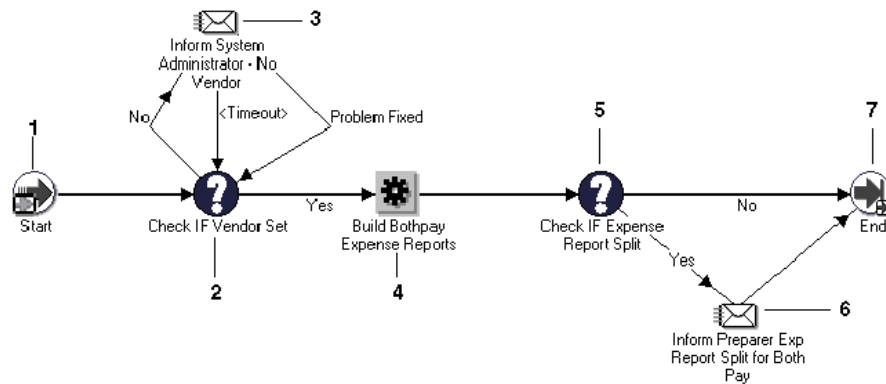 3
Inform System
Administrator - No
Vendor
No
<Timeout>
Problem Fixed
1
5
7
Start
Check IF Vendor Set
Yes
Build Bothpay
Expense Reports
Check IF Expense
Report Split
No
End
Yes
2
4
6
Inform Preparer Exp
Report Split for Both
Pay